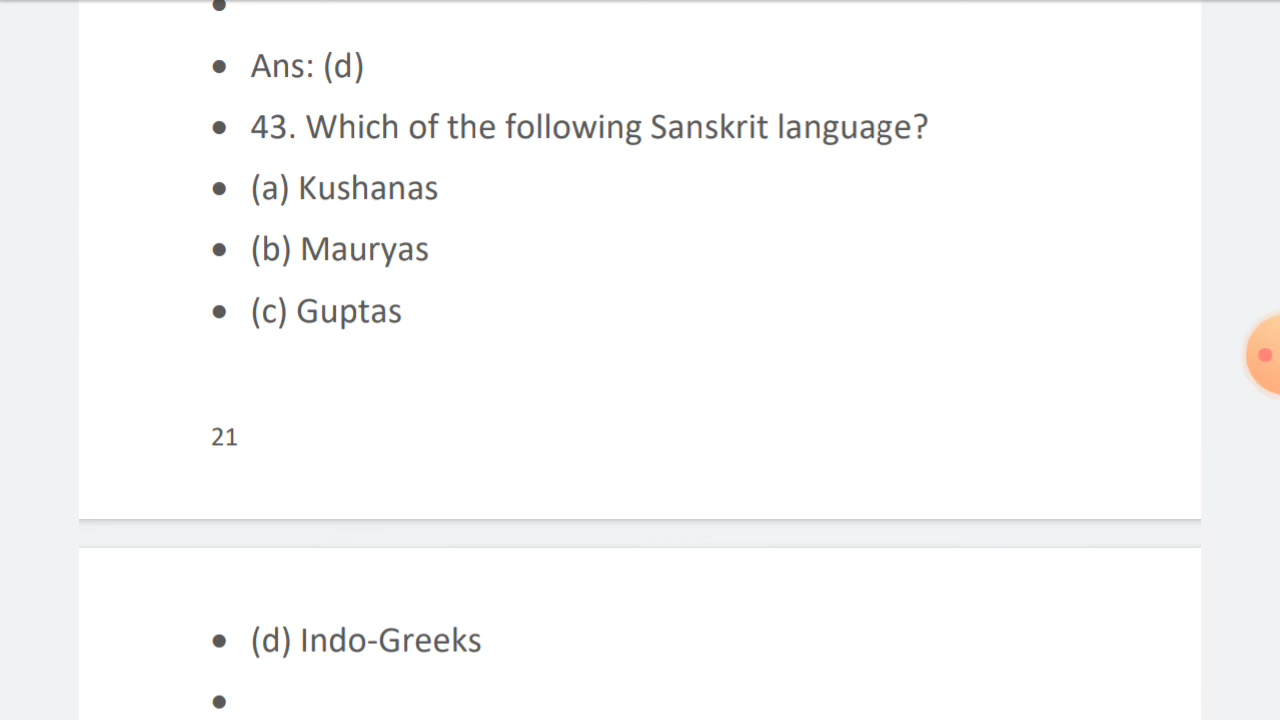 • Ans: (d)
• 43. Which of the following Sanskrit language?
• (a) Kushanas
• (b) Mauryas
• (c) Guptas
21
• (d) Indo-Greeks
•